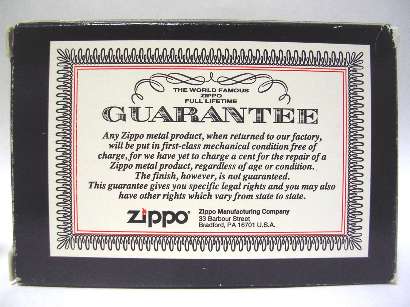 THE WORLD FAMOUS
ZIPPO
FULL LIFETIME
GUARANTEE
Any Zippo metal product, when returned to our factory,
will be put in first-class mechanical condition free of
charge, for we have yet to charge a cent for the repair of a
Zippo metal product, regardless of age or condition.
The finish, however, is not guaranteed.
This guarantee gives you specific legal rights and you may also
have other rights which vary from state to state.
zippo
Zippo Manufacturing Company
33 Barbour Street
Bradford, PA 16701 U.S.A.